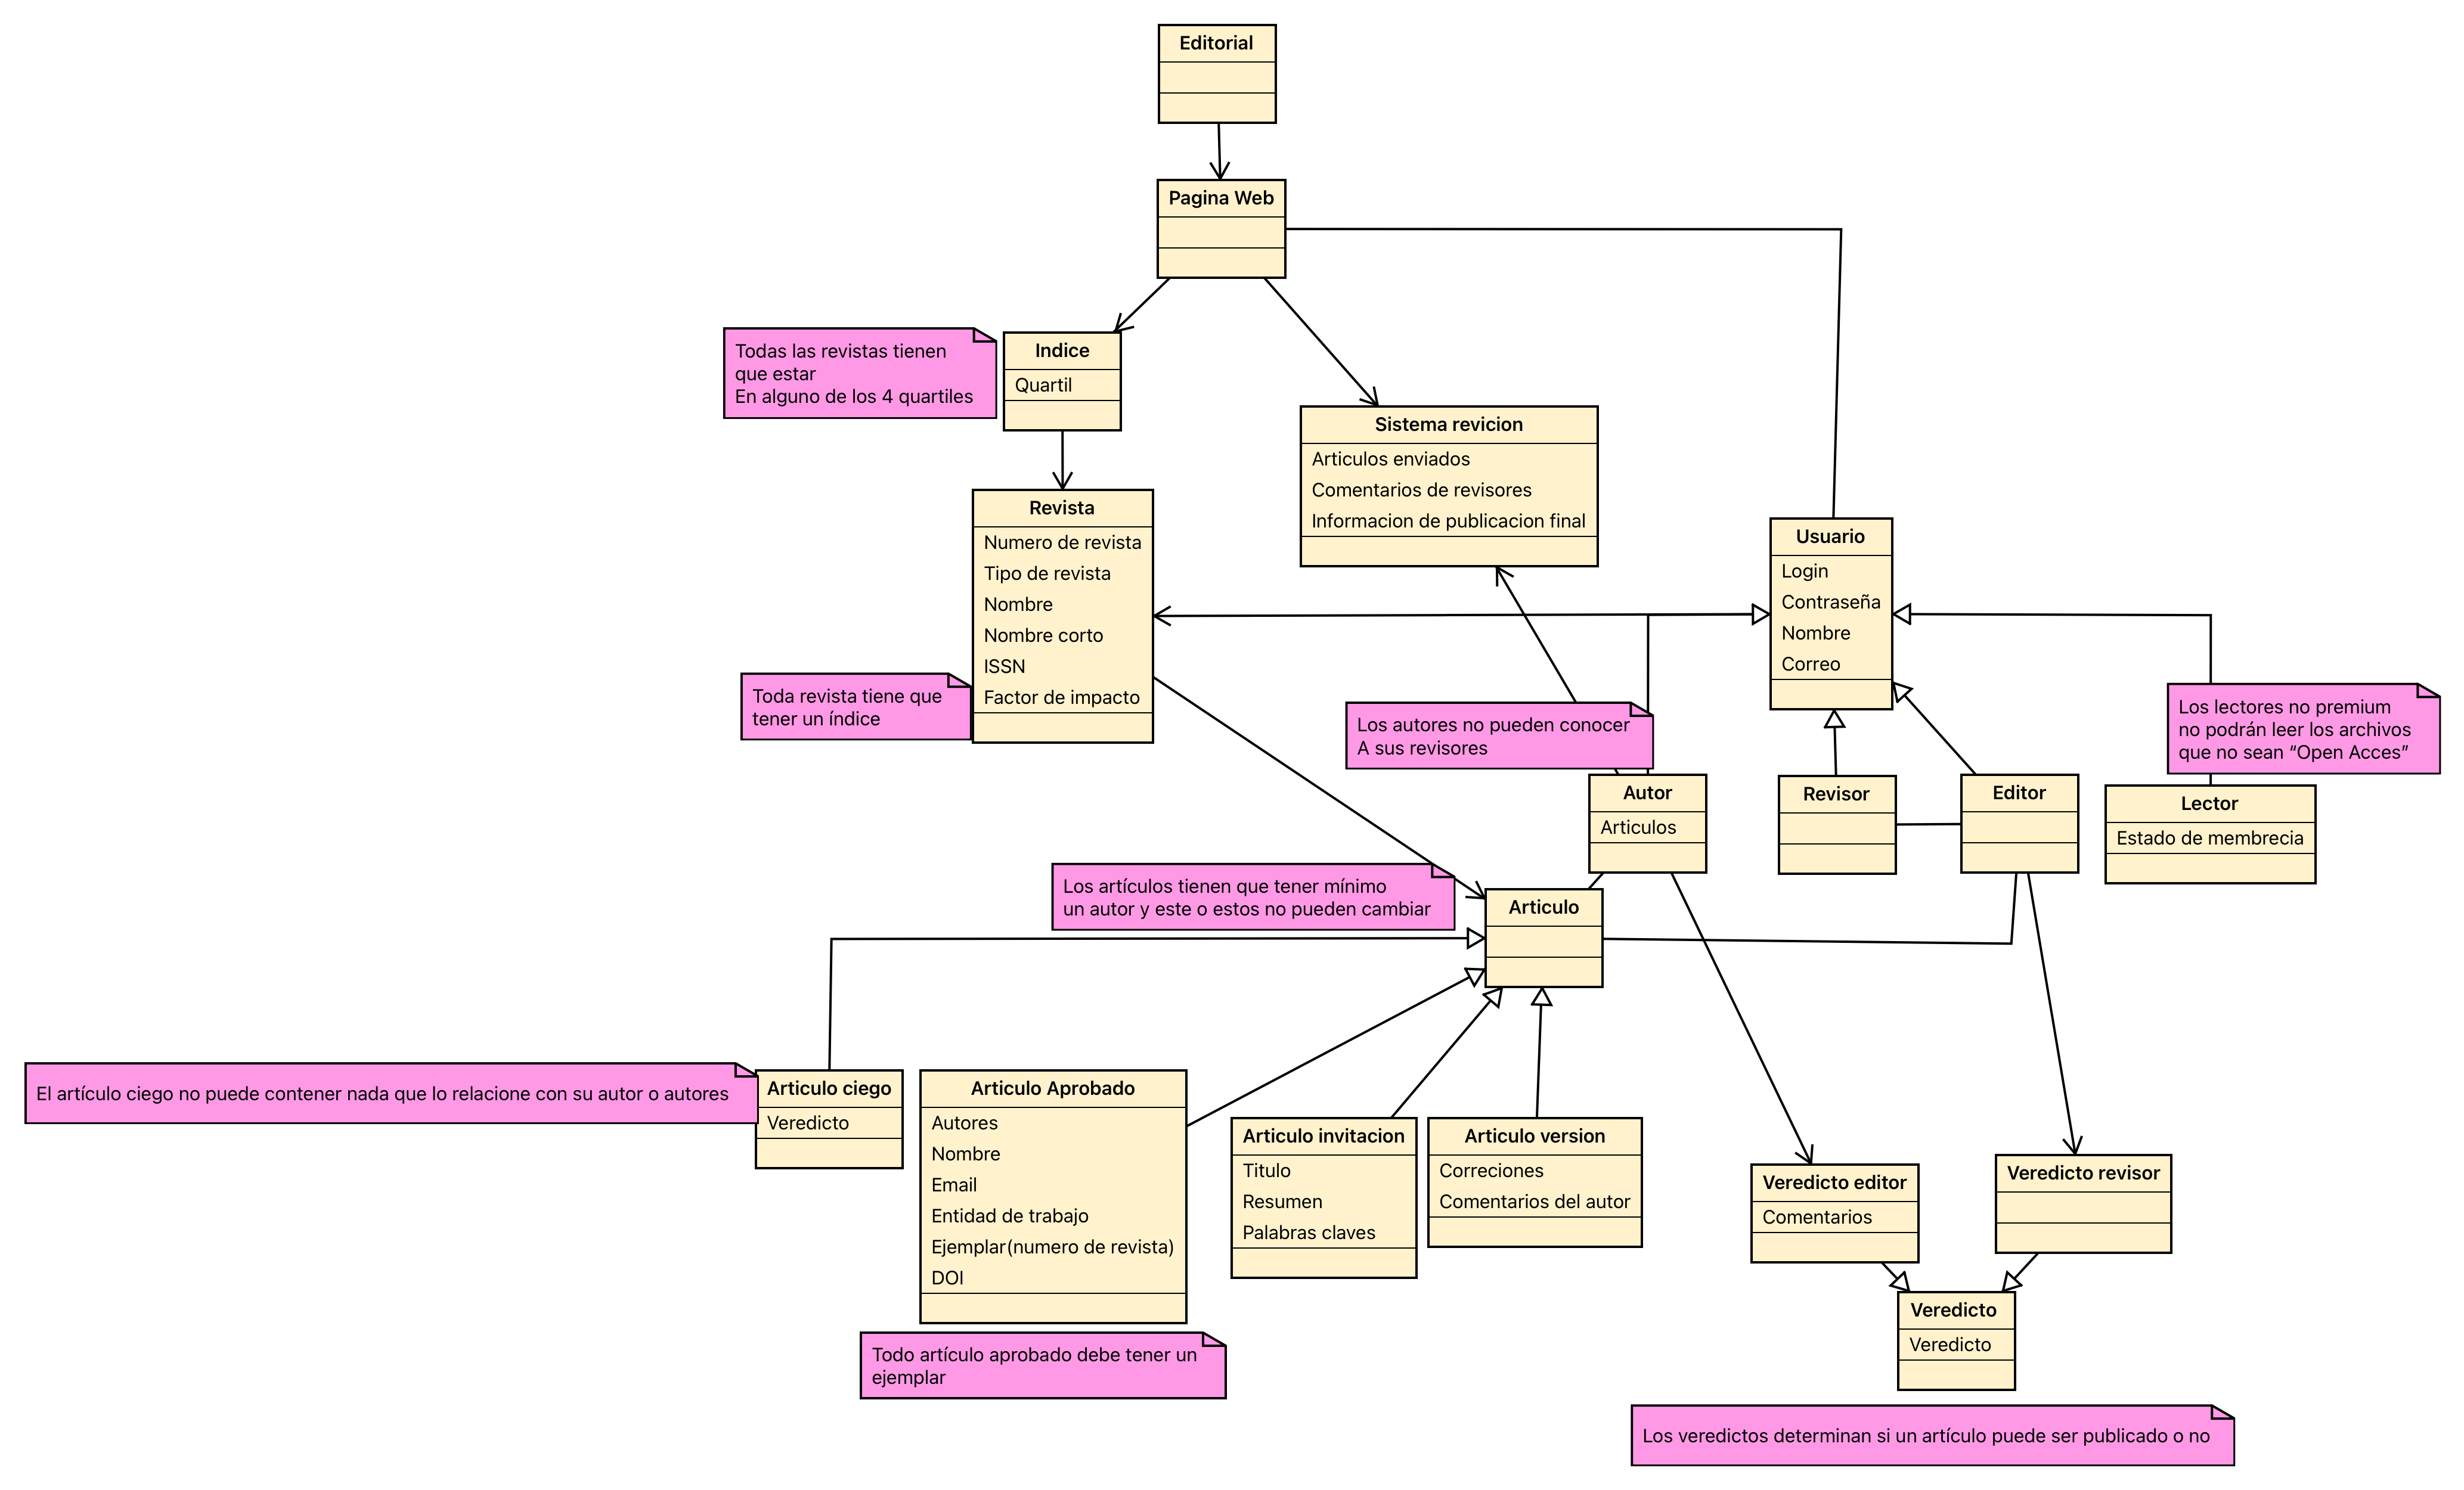 Editorial
Pagina Web
Todas las revistas tienen
que estar
En alguno de los 4 quartiles
Indice
Quartil
Sistema revicion
Articulos enviados
Comentarios de revisores
Informacion de publicacion final
Revista
Numero de revista
Tipo de revista
Nombre
Nombre corto
ISSN
Factor de impacto
Usuario
Login
Contraseña
Nombre
Correo
Toda revista tiene que
tener un índice
Los autores no pueden conocer
A sus revisores
Los lectores no premium
no podrán leer los archivos
que no sean “Open Acces”
Autor
Articulos
Revisor
Editor
Lector
Estado de membrecia
Los artículos tienen que tener mínimo
un autor y este o estos no pueden cambiar
Articulo
El artículo ciego no puede contener nada que lo relacione con su autor o autores
Articulo ciego
Veredicto
Articulo Aprobado
Autores
Nombre
Email
Entidad de trabajo
Ejemplar(numero de revista)
DOI
Articulo invitacion
Titulo
Resumen
Palabras claves
Articulo version
Correciones
Comentarios del autor
Veredicto editor
Comentarios
Veredicto revisor
Veredicto
Veredicto
Todo artículo aprobado debe tener un
ejemplar
Los veredictos determinan si un artículo puede ser publicado o no